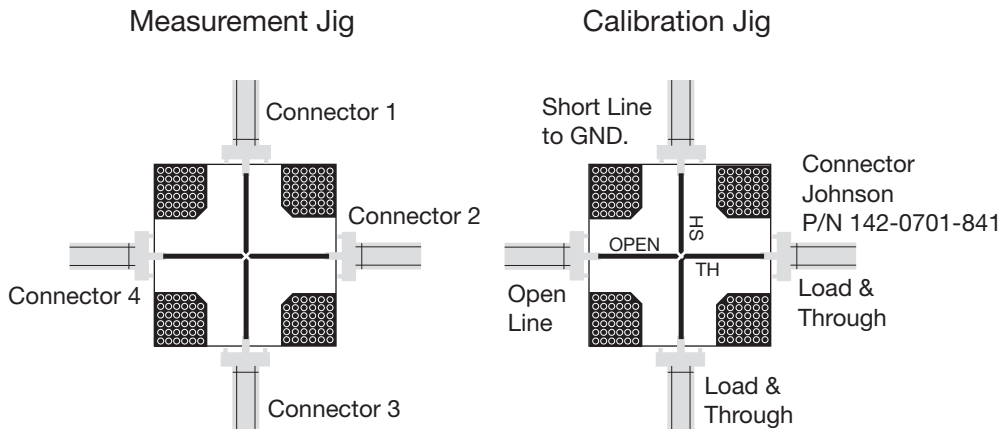 Measurement Jig
Connector 1
Connector 2
Connector 4
Connector 3
Calibration Jig
Short Line
to GND.
Connector
Johnson
P/N 142-0701-841
HS
OPEN
TH
Open
Line
Load &
Through
Load &
Through